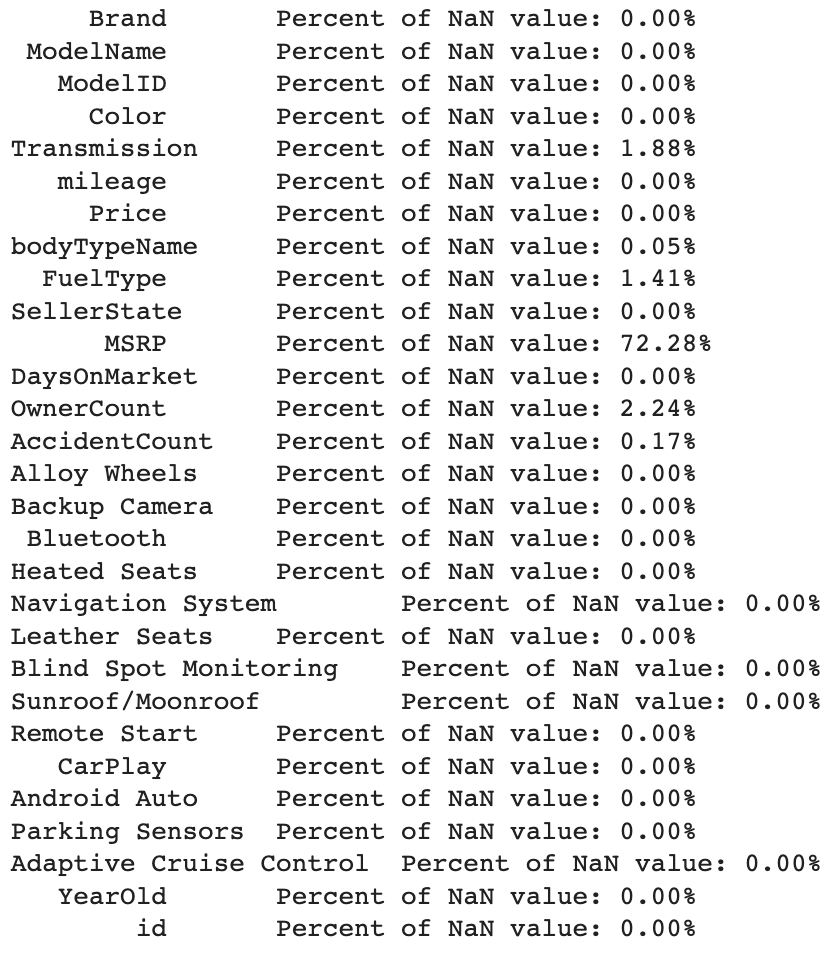 Brand Percent of NaN value: 0.00%
ModelName Percent of NaN value: 0.00%
ModelID Percent of NaN value: 0.00%
Color Percent of NaN value: 0.00%
Transmission Percent of NaN value: 1.88%
mileage Percent of NaN value: 0.00%
Price Percent of NaN value: 0.00%
bodyTypeName Percent of NaN value: 0.05%
FuelType Percent of NaN value: 1.41%
SellerState Percent of NaN value: 0.00%
MSRP Percent of NaN value: 72.28%
DaysOnMarket Percent of NaN value: 0.00%
OwnerCount Percent of NaN value: 2.24%
AccidentCount Percent of NaN value: 0.17%
Alloy Wheels Percent of NaN value: 0.00%
Backup Camera Percent of NaN value: 0.00%
Bluetooth Percent of NaN value: 0.00%
Heated Seats Percent of NaN value: 0.00%
Navigation System Percent of NaN value: 0.00%
Leather Seats Percent of NaN value: 0.00%
Blind Spot Monitoring Percent of NaN value: 0.00%
Sunroof/Moonroof Percent of NaN value: 0.00%
Remote Start Percent of NaN value: 0.00%
CarPlay Percent of NaN value: 0.00%
Android Auto Percent of NaN value: 0.00%
Parking Sensors Percent of NaN value: 0.00%
Adaptive Cruise Control Percent of NaN value: 0.00%
YearOld Percent of NaN value: 0.00%
id Percent of NaN value: 0.00%